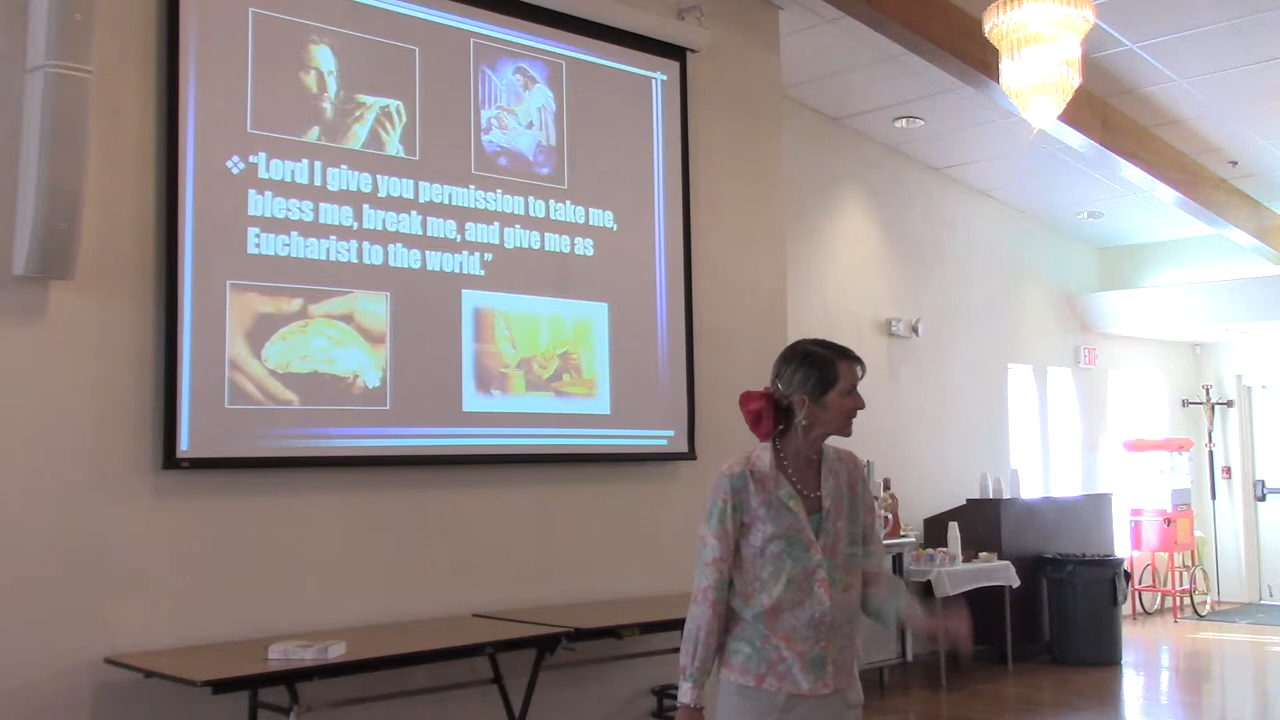 “Lord I give you permission to take me,
bless me, break me, and give me as
Eucharist to the world.”
EXIT